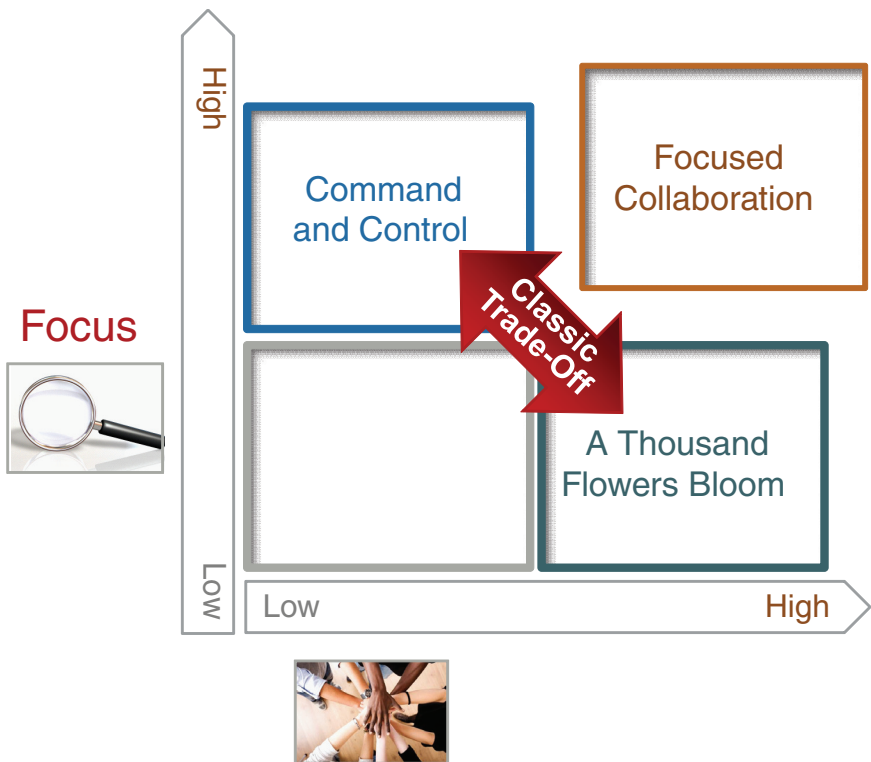 High
Focused
Collaboration
Command
and Control
Classic
Trade-Off
Focus
A Thousand
Flowers Bloom
Low
Low
High